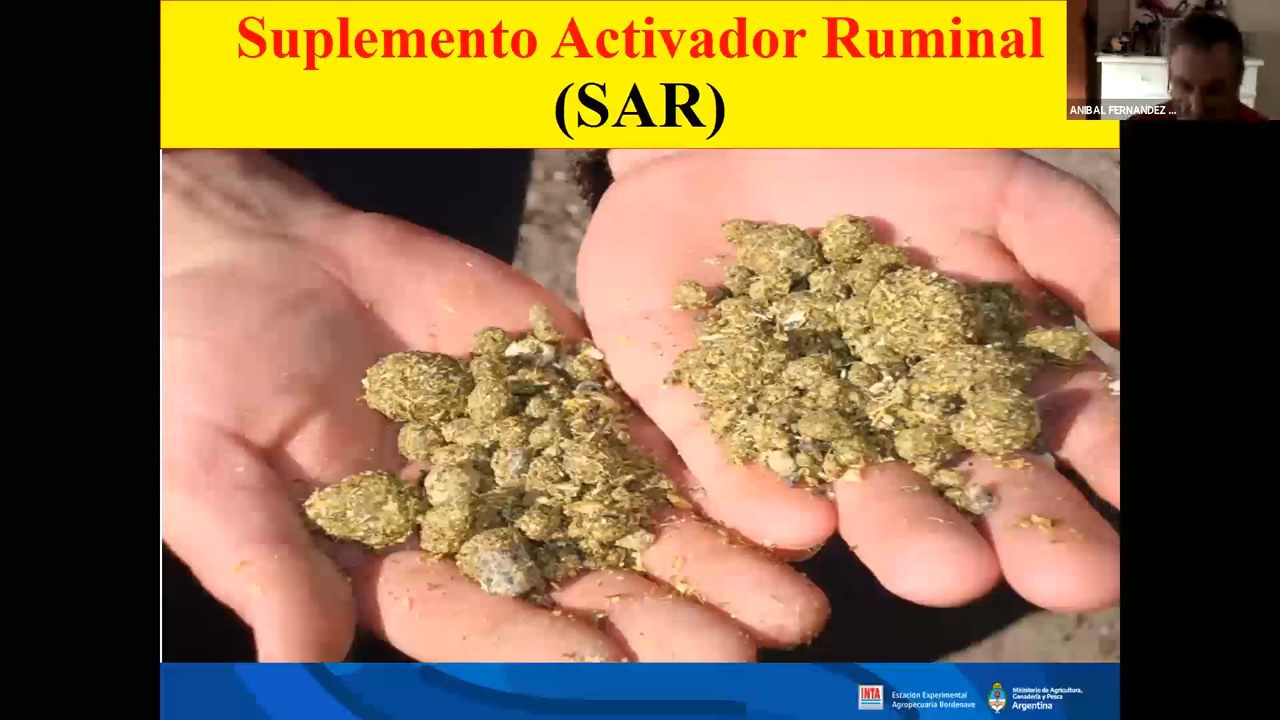 Suplemento Activador Ruminal
(SAR)
ANIBAL FERNANDEZ ...
INTA
Estación Experimental
Agropecuaria Bordenave
Ministerio de Agricultura,
Ganadería y Pesca
Argentina